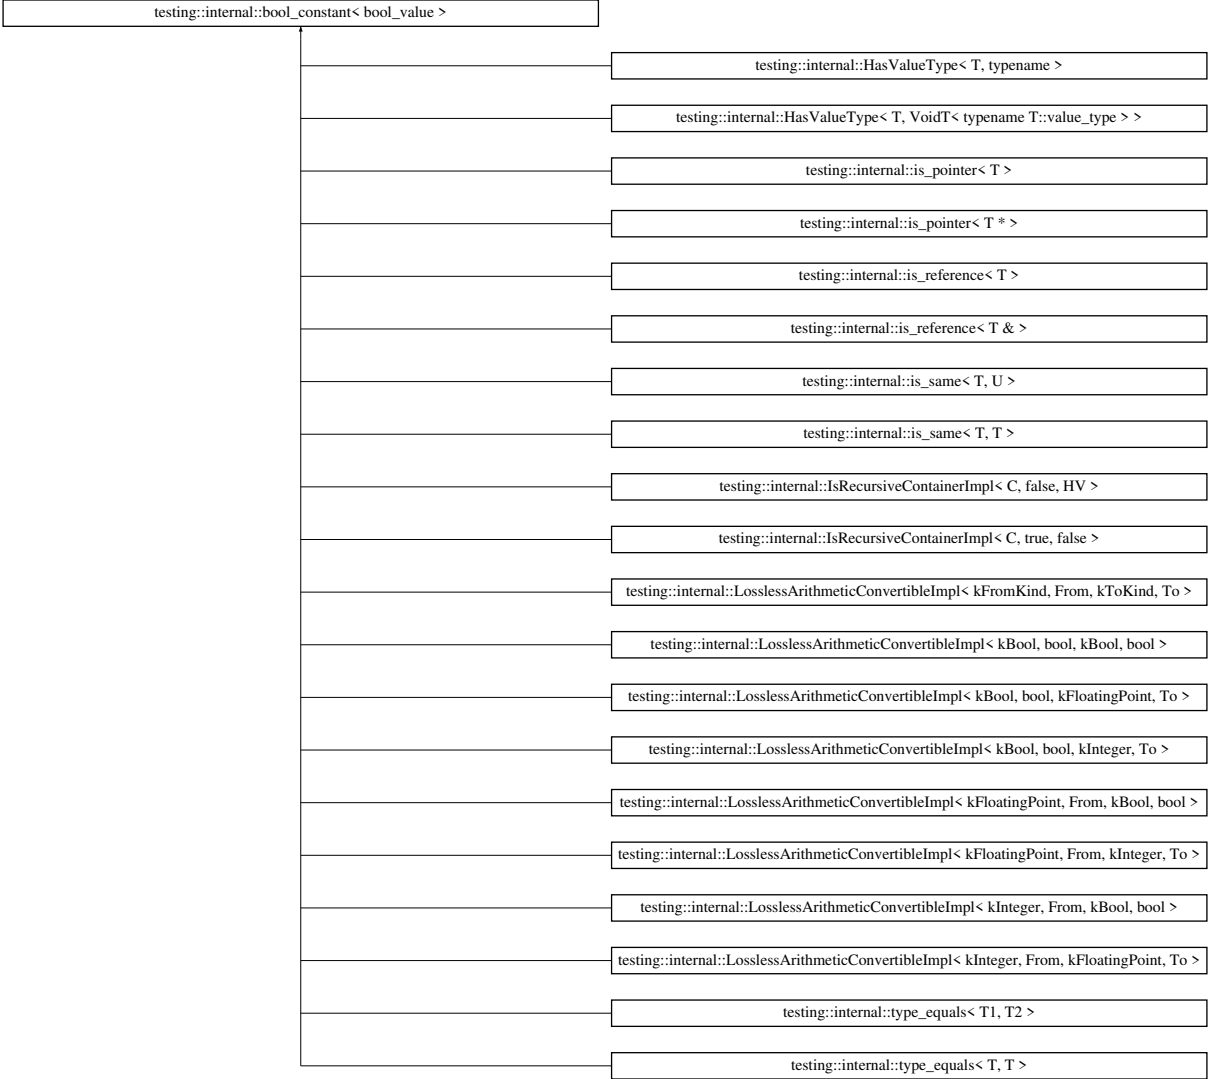 testing::internal::bool_constant< bool_value >
testing::internal::HasValueType< T, typename >
testing::internal::HasValueType< T, VoidT< typename T::value_type > >
testing::internal::is_pointer< T >
testing::internal::is_pointer< T * >
testing::internal::is_reference< T >
testing::internal::is_reference< T & >
testing::internal::is_same< T, U >
testing::internal::is_same< T, T >
testing::internal::IsRecursiveContainerImpl< C, false, HV >
testing::internal::IsRecursiveContainerImpl< C, true, false >
testing::internal::LosslessArithmeticConvertibleImpl< kFromKind, From, kToKind, To >
testing::internal::LosslessArithmeticConvertibleImpl< kBool, bool, kBool, bool >
testing::internal::LosslessArithmeticConvertibleImpl< kBool, bool, kFloatingPoint, To >
testing::internal::LosslessArithmeticConvertibleImpl< kBool, bool, kInteger, To >
testing::internal::LosslessArithmeticConvertibleImpl< kFloatingPoint, From, kBool, bool >
testing::internal::LosslessArithmeticConvertibleImpl< kFloatingPoint, From, kInteger, To >
testing::internal::LosslessArithmeticConvertibleImpl< kInteger, From, kBool, bool >
testing::internal::LosslessArithmeticConvertibleImpl< kInteger, From, kFloatingPoint, To >
testing::internal::type_equals< T1, T2 >
testing::internal::type_equals< T, T >